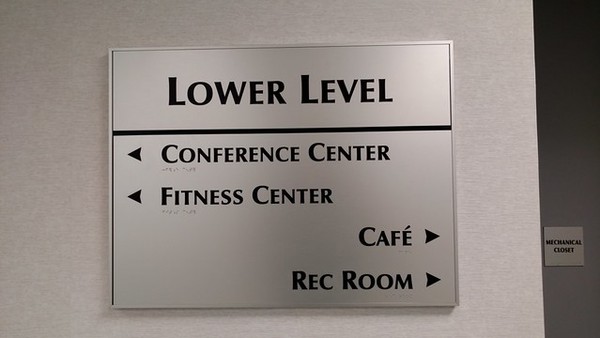 LOWER LEVEL
◄ CONFERENCE CENTER
◄ FITNESS CENTER
CAFÉ ►
REC ROOM ►
MECHANICAL
CLOSET